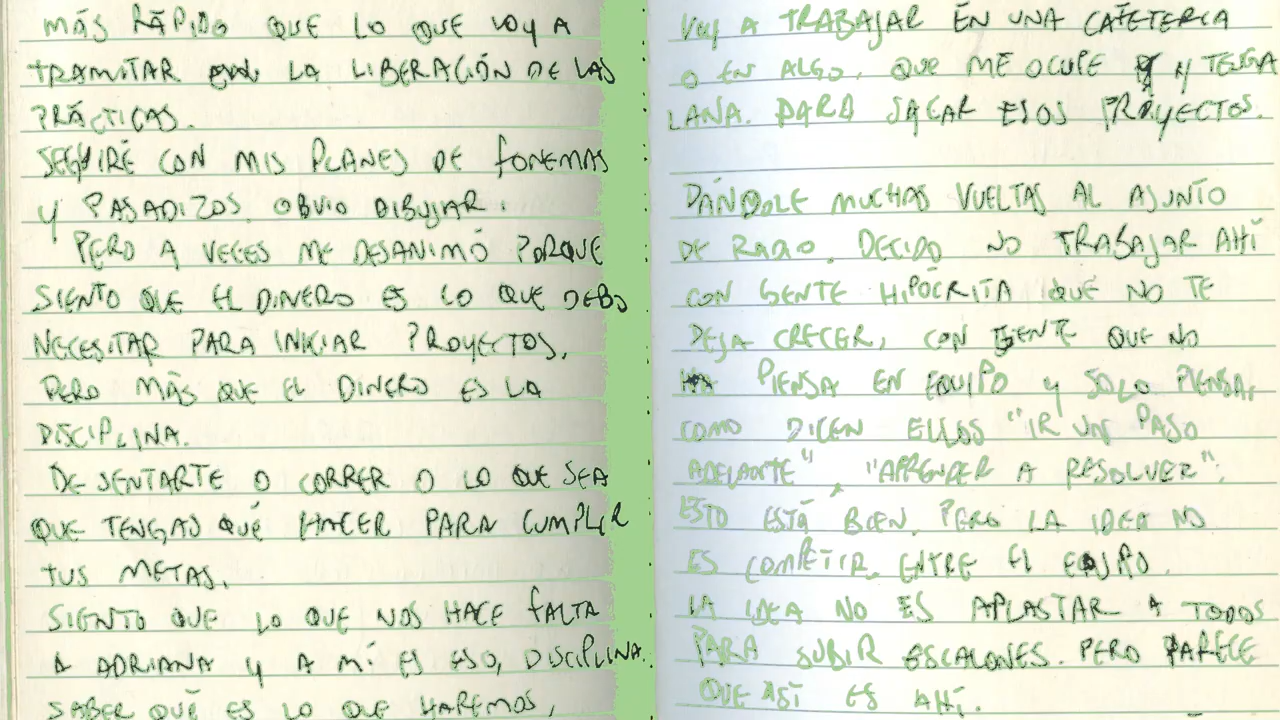 MÁS RÁPIDO QUE LO QUE VOY A
TRAMITAR LA LIBERACIÓN DE LAS
PRÁCTICAS.
SEGUIRÉ CON MIS PLANES DE FONEMAS
Y PASADIZOS. OBVIO DIBUJAR.
PERO A VECES ME DESANIMÓ PORQUE
SIENTO QUE EL DINERO ES LO QUE DEBO
NECESITAR PARA INICIAR PROYECTOS,
PERO MÁS QUE EL DINERO ES LA
DISCIPLINA.
DE SENTARTE O CORRER O LO QUE SEA
QUE TENGAS QUÉ HACER PARA CUMPLIR
TUS METAS.
SIENTO QUE LO QUE NOS HACE FALTA
A ADRIANA Y A MÍ ES ESO, DISCIPLINA.
SABER QUÉ ES LO QUE HAREMOS,
VOY A TRABAJAR EN UNA CAFETERIA
O EN ALGO, QUE ME OCUPE Y TENGA
LANA. PARA SACAR ESOS PROYECTOS.
DÁNDOLE MUCHAS VUELTAS AL ASUNTO
DE RADIO. DECIDO NO TRABAJAR AHÍ
CON GENTE HIPÓCRITA QUE NO TE
DEJA CRECER, CON GENTE QUE NO
PIENSA EN EQUIPO Y SOLO PIENSA,
COMO DICEN ELLOS "IR UN PASO
ADELANTE" "APRENDER A RESOLVER".
ESTO ESTÁ BIEN, PERO LA IDEA NO
ES COMPETIR ENTRE EL EQUIPO.
LA IDEA NO ES APLASTAR A TODOS
PARA SUBIR ESCALONES. PERO PARECE
QUE ASÍ ES AHÍ.